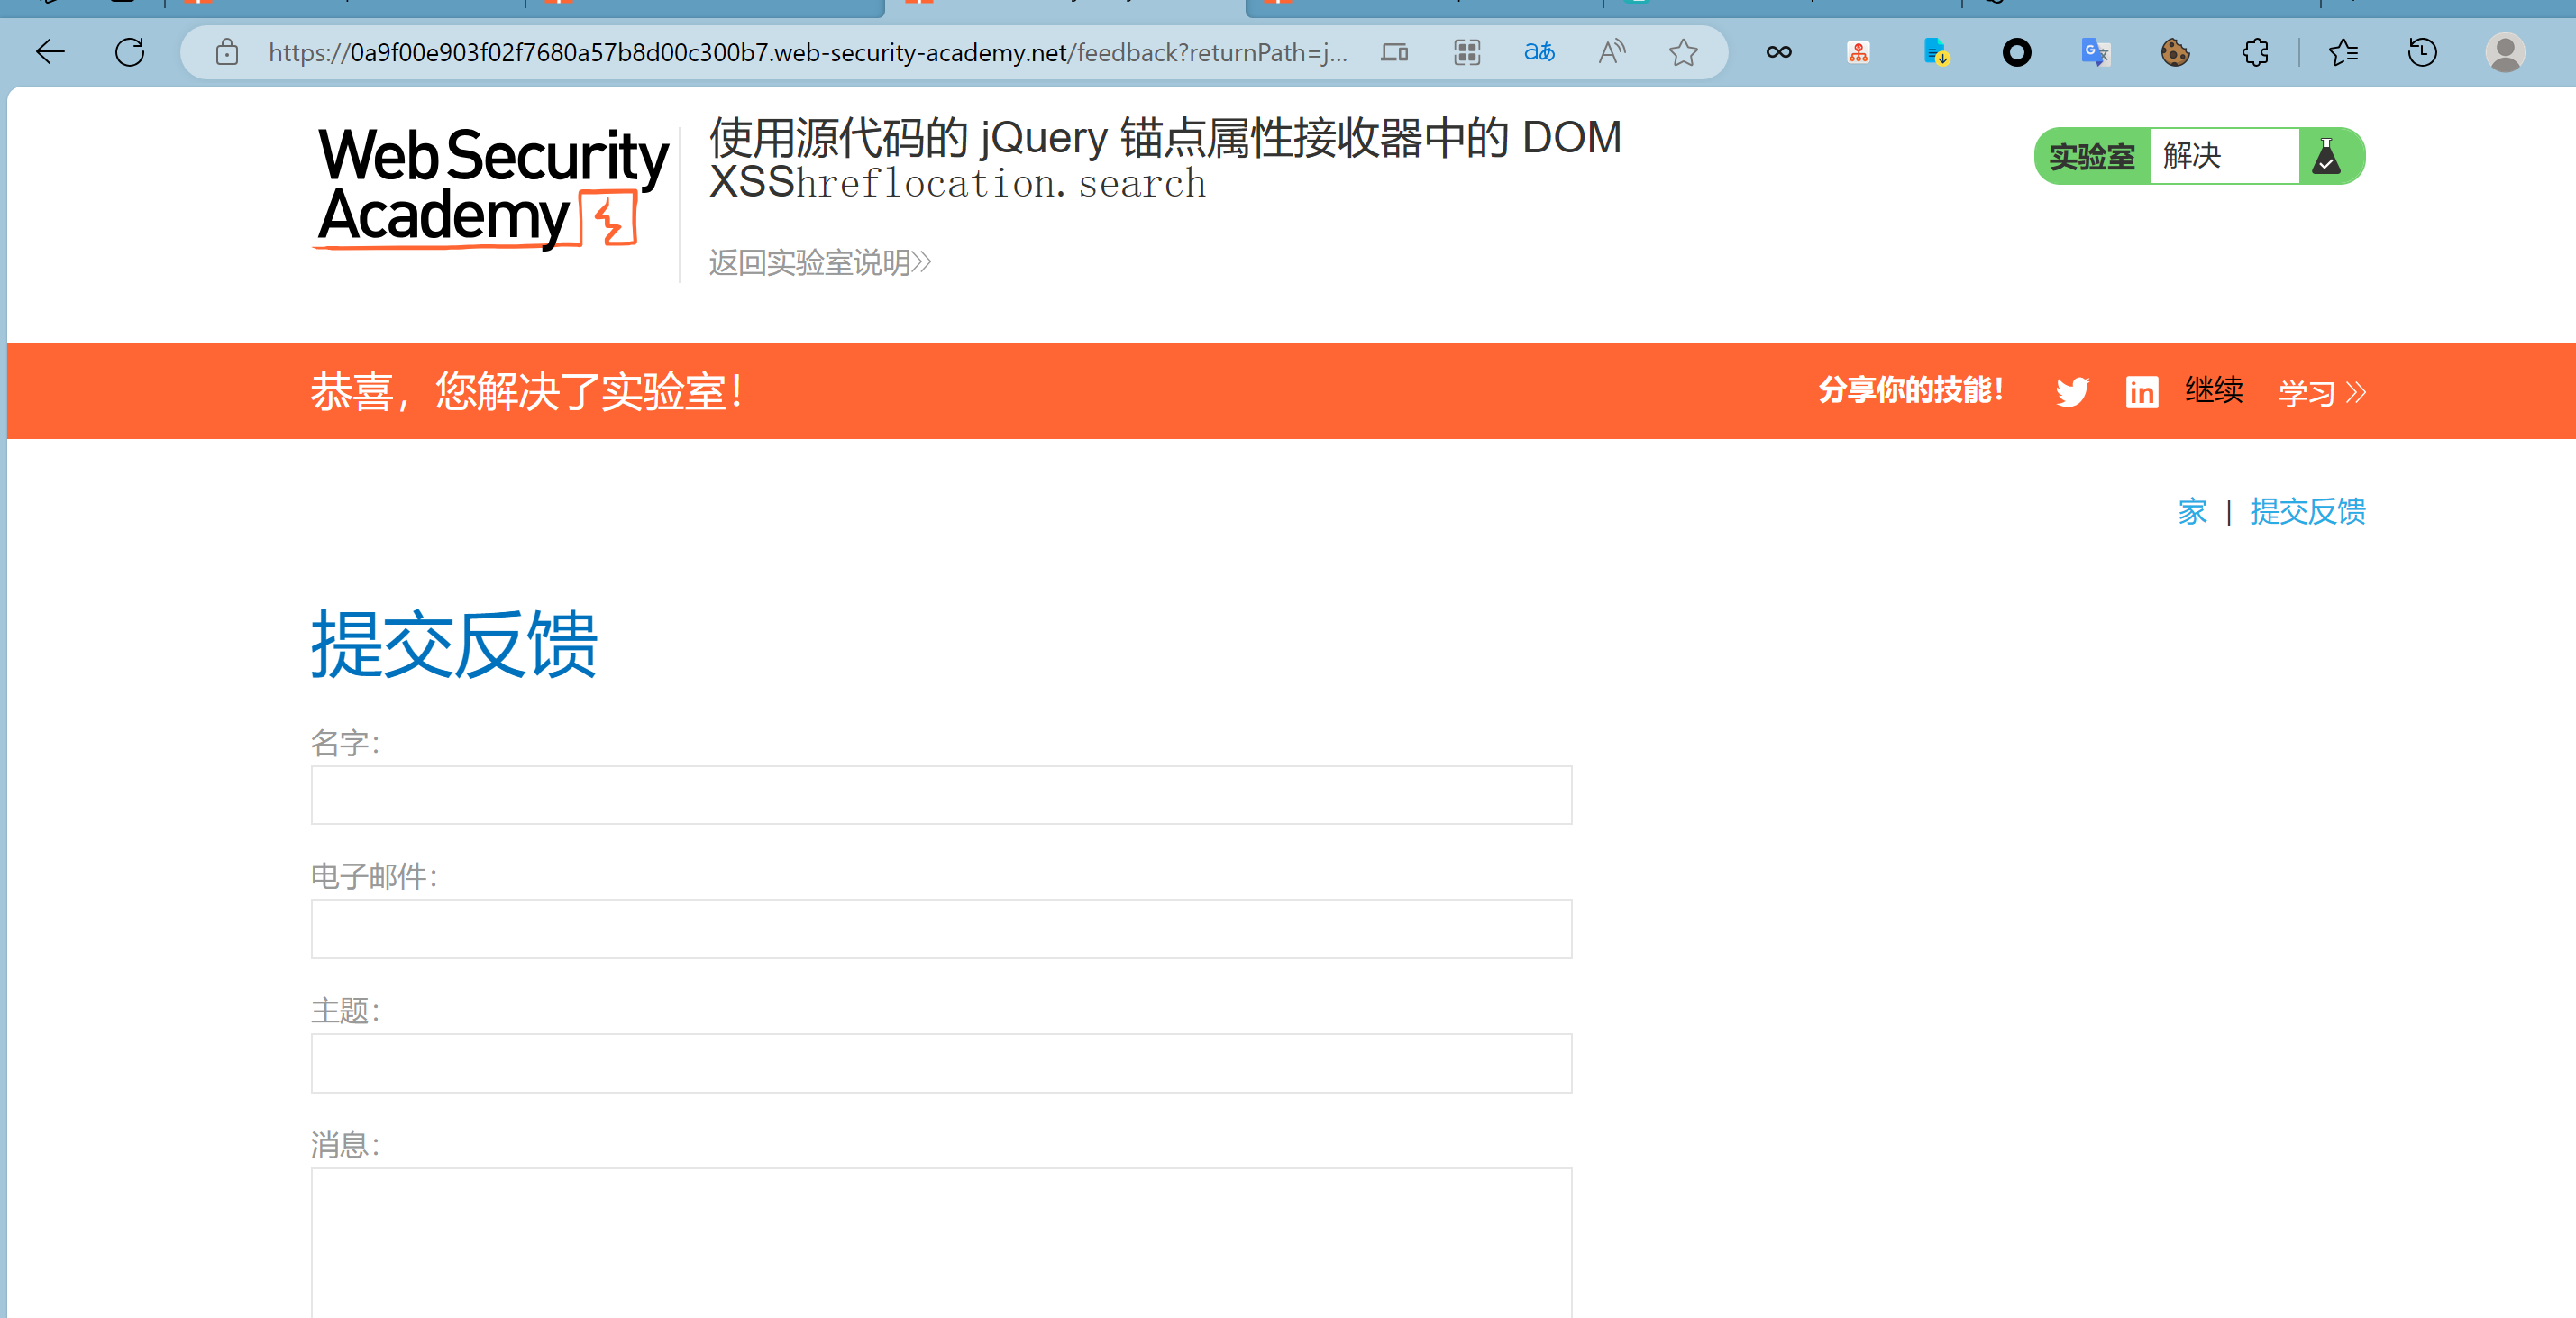 https://0a9f00e903f02f7680a57b8d00c300b7.web-security-academy.net/feedback?returnPath=j...
aあ
Web Security
Academy
使用源代码的 jQuery 锚点属性接收器中的 DOM
XSShreflocation.search
实验室 解决
返回实验室说明
恭喜，您解决了实验室！
分享你的技能！ 继续 学习
家 | 提交反馈
提交反馈
名字：
电子邮件：
主题：
消息：